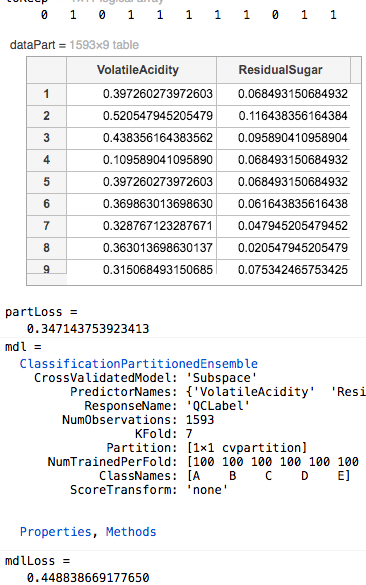 toKeep logical array
0 1 0 1 1 1 1 1 0 1 1
dataPart = 1593×9 table
VolatileAcidity ResidualSugar
1 0.397260273972603 0.068493150684932
2 0.520547945205479 0.116438356164384
3 0.438356164383562 0.095890410958904
4 0.109589041095890 0.068493150684932
5 0.397260273972603 0.068493150684932
6 0.369863013698630 0.061643835616438
7 0.328767123287671 0.047945205479452
8 0.363013698630137 0.020547945205479
9 0.315068493150685 0.075342465753425
partLoss =
0.347143753923413
mdl =
ClassificationPartitionedEnsemble
CrossValidatedModel: 'Subspace'
PredictorNames: {'VolatileAcidity' 'Resi
ResponseName: 'QCLabel'
NumObservations: 1593
KFold: 7
Partition: [1×1 cvpartition]
NumTrainedPerFold: [100 100 100 100 100 100
ClassNames: [A B C D E]
ScoreTransform: 'none'
Properties, Methods
mdlLoss =
0.448838669177650